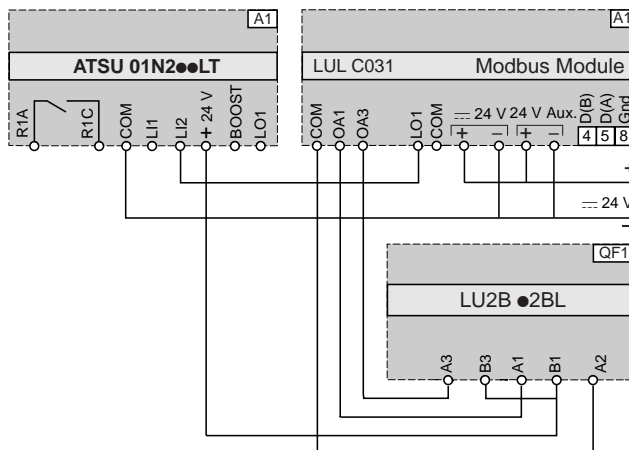 A1
ATSU 01N2●●LT
R1A
R1C
COM
LI1
LI2
+ 24 V
BOOST
LO1
A1
LUL C031 Modbus Module
COM
OA1
OA3
LO1
COM
⎓ 24 V
24 V Aux.
+ − + −
D(B)
D(A)
Gnd
4 5 8
⎓ 24 V
−
QF1
LU2B ●2BL
A3
B3
A1
B1
A2